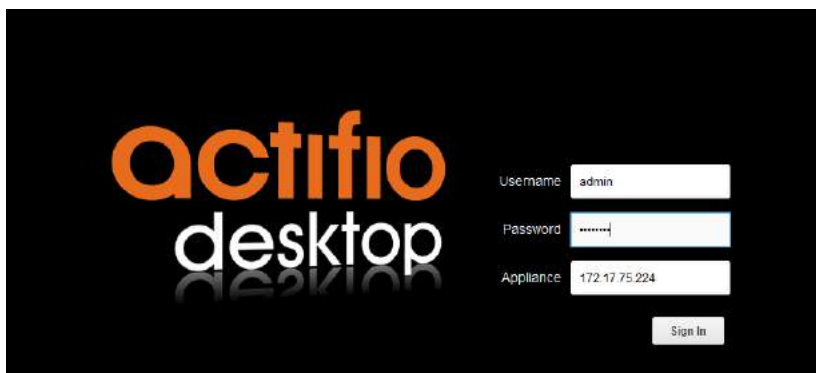 actifio
desktop
Username admin
Password ••••••••
Appliance 172.17.75.224
Sign In